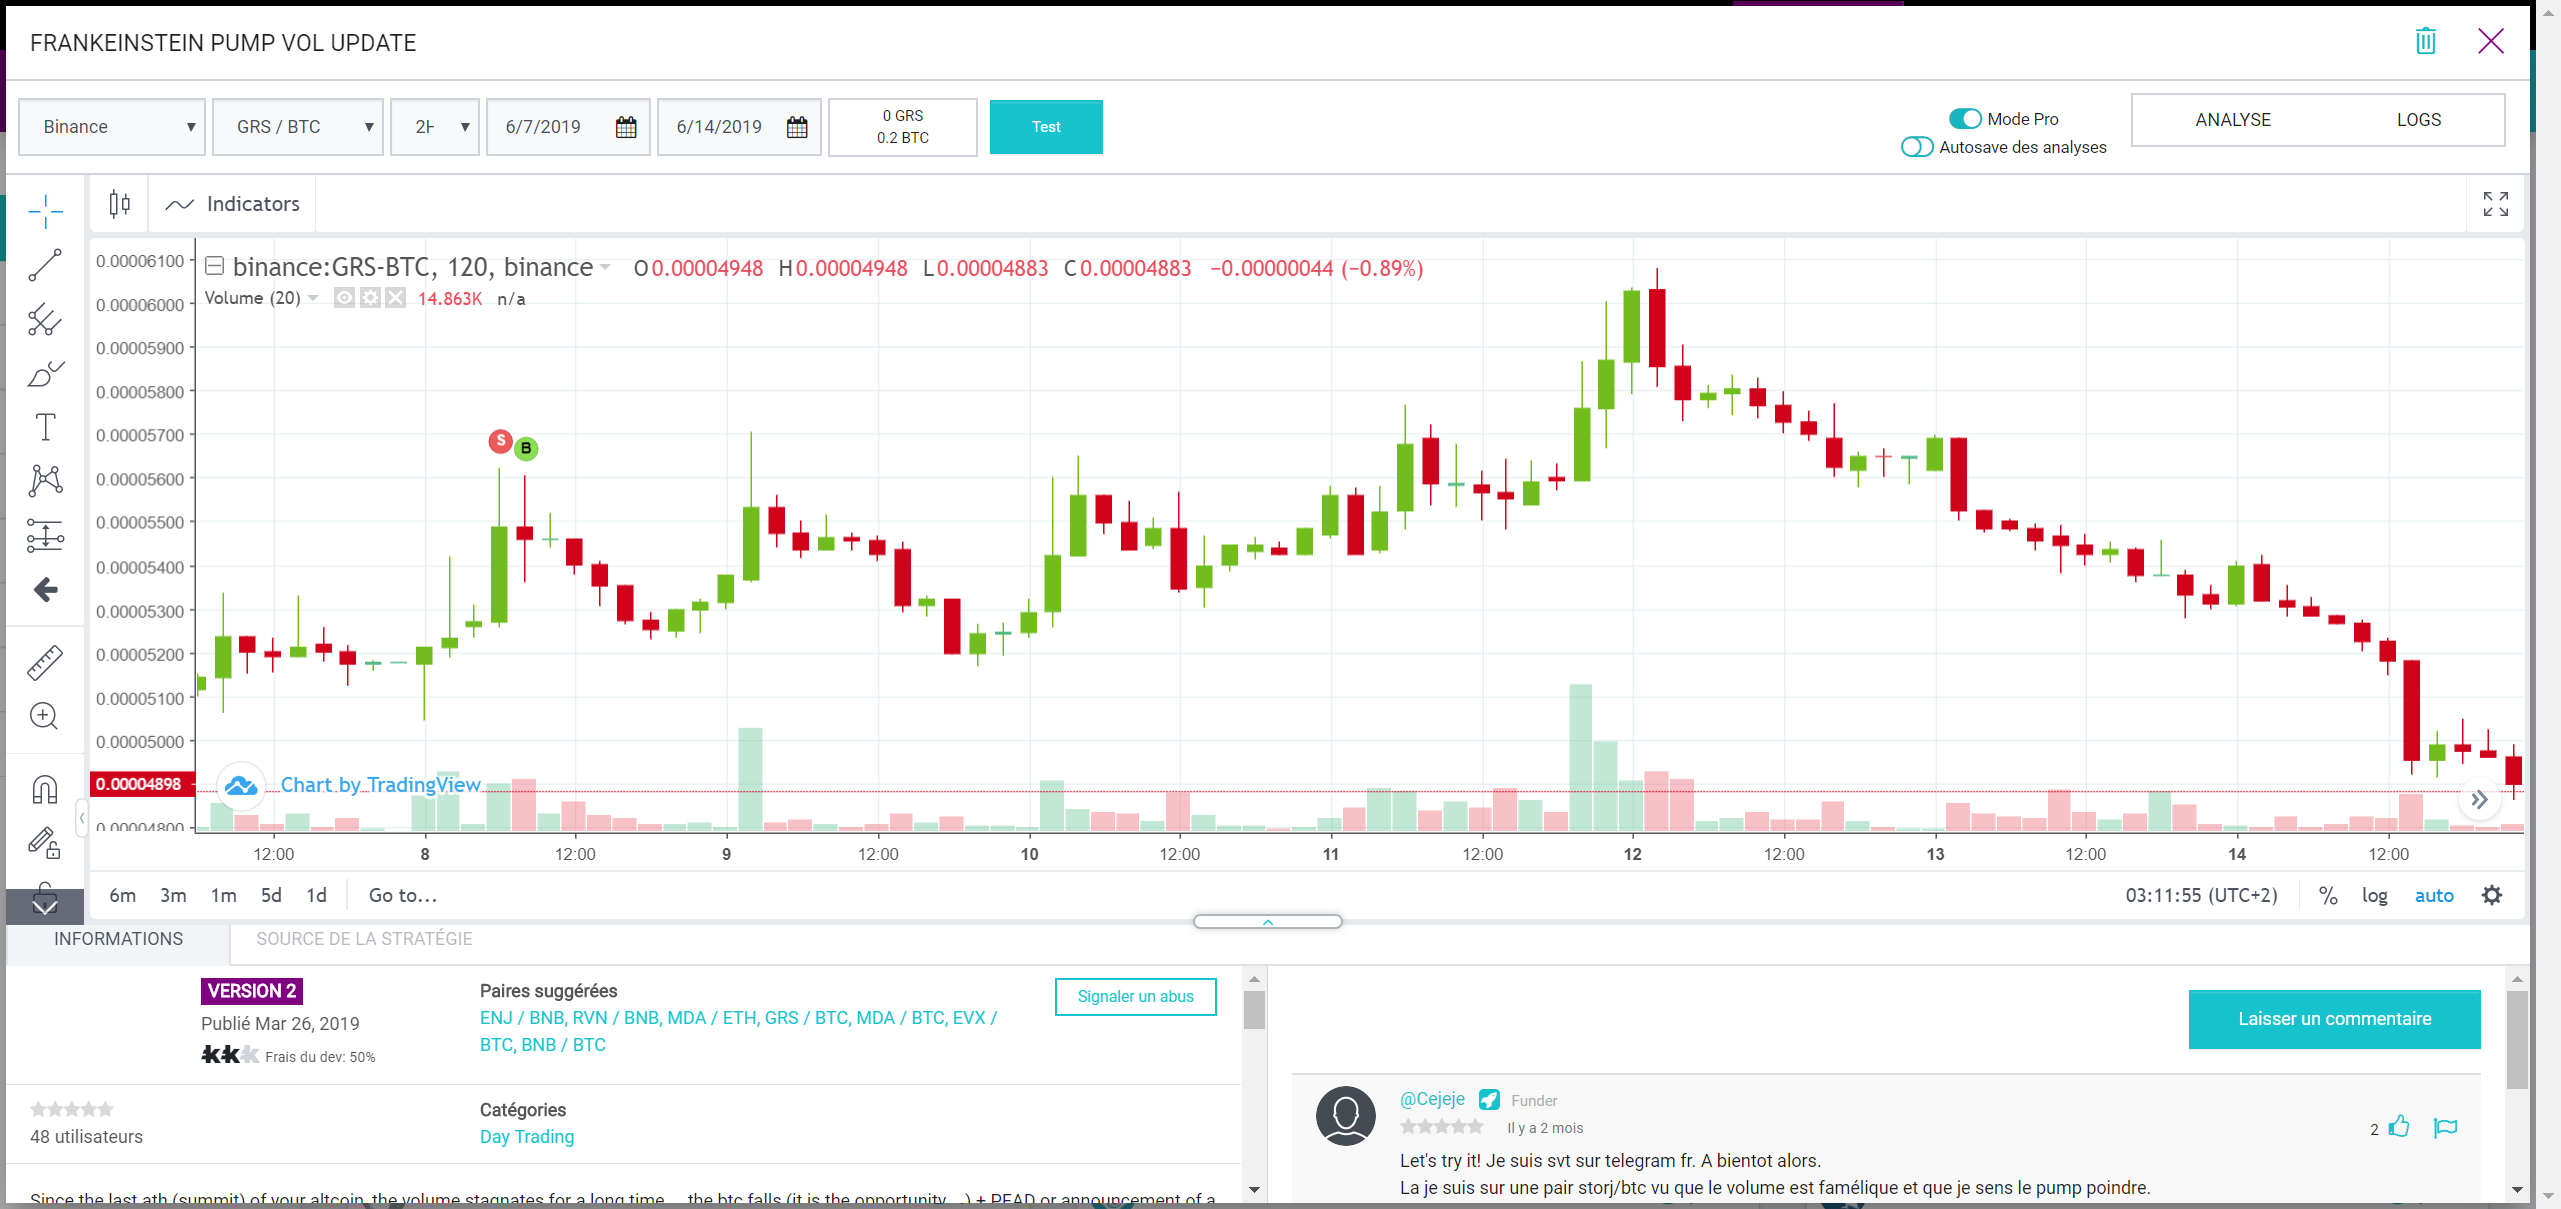 FRANKEINSTEIN PUMP VOL UPDATE
Binance
GRS / BTC
6/7/2019
6/14/2019
0 GRS
0.2 BTC
Test
Mode Pro
Autosave des analyses
ANALYSE
LOGS
Indicators
binance:GRS-BTC, 120, binance O0.00004948 H0.00004948 L0.00004883 C0.00004883 −0.00000044 (−0.89%)
Volume (20) 14.863K n/a
0.00006100
0.00006000
0.00005900
0.00005800
0.00005700
0.00005600
0.00005500
0.00005400
0.00005300
0.00005200
0.00005100
0.00005000
0.00004898
0.00004800
S
B
Chart by TradingView
12:00 8 12:00 9 12:00 10 12:00 11 12:00 12 12:00 13 12:00 14 12:00
6m 3m 1m 5d 1d Go to...
03:11:55 (UTC+2) % log auto
INFORMATIONS
SOURCE DE LA STRATÉGIE
VERSION 2
Publié Mar 26, 2019
Frais du dev: 50%
Paires suggérées
ENJ / BNB, RVN / BNB, MDA / ETH, GRS / BTC, MDA / BTC, EVX /
BTC, BNB / BTC
Signaler un abus
48 utilisateurs
Catégories
Day Trading
Since the last ath (summit) of your altcoin, the volume stagnates for a long time ... the btc falls (it is the opportunity ...) + PEAD or announcement of a
Laisser un commentaire
@Cejeje Funder
Il y a 2 mois
2
Let's try it! Je suis svt sur telegram fr. A bientot alors.
La je suis sur une pair storj/btc vu que le volume est famélique et que je sens le pump poindre.